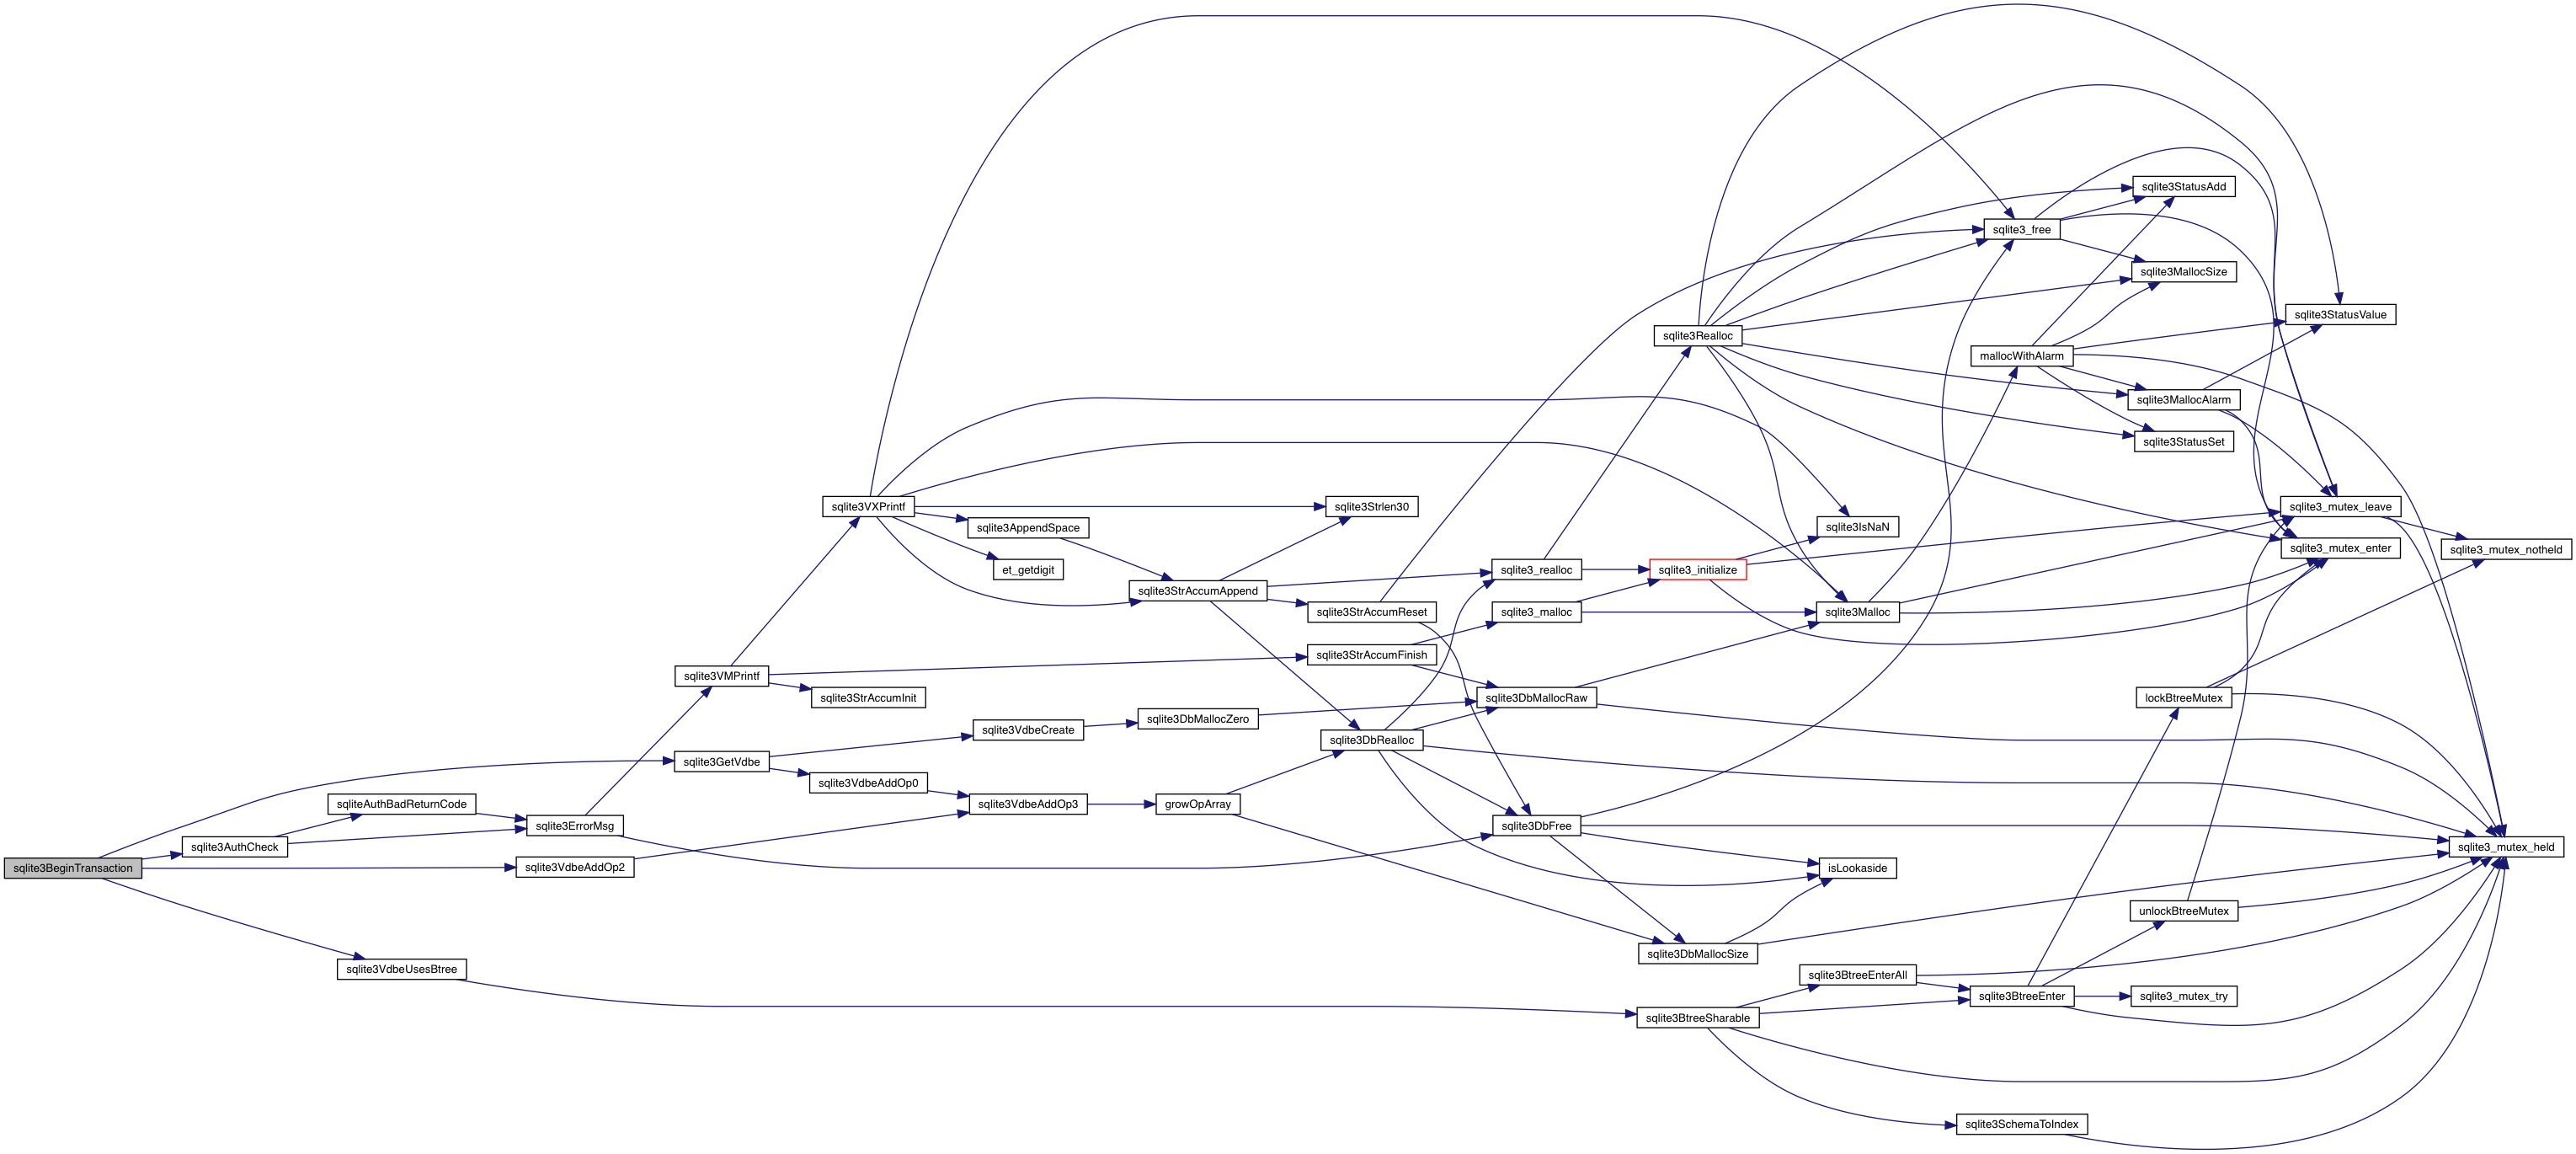 sqlite3BeginTransaction
sqlite3AuthCheck
sqliteAuthBadReturnCode
sqlite3VdbeUsesBtree
sqlite3ErrorMsg
sqlite3VdbeAddOp2
sqlite3VMPrintf
sqlite3GetVdbe
sqlite3VXPrintf
sqlite3StrAccumInit
sqlite3VdbeAddOp0
sqlite3AppendSpace
et_getdigit
sqlite3VdbeCreate
sqlite3VdbeAddOp3
sqlite3StrAccumAppend
sqlite3DbMallocZero
growOpArray
sqlite3Strlen30
sqlite3StrAccumReset
sqlite3StrAccumFinish
sqlite3DbRealloc
sqlite3_realloc
sqlite3_malloc
sqlite3DbMallocRaw
sqlite3DbFree
sqlite3Realloc
sqlite3_initialize
sqlite3DbMallocSize
sqlite3BtreeSharable
sqlite3IsNaN
sqlite3Malloc
isLookaside
sqlite3BtreeEnterAll
sqlite3_free
mallocWithAlarm
sqlite3BtreeEnter
sqlite3SchemaToIndex
sqlite3StatusAdd
sqlite3MallocSize
sqlite3MallocAlarm
sqlite3StatusSet
lockBtreeMutex
unlockBtreeMutex
sqlite3_mutex_try
sqlite3StatusValue
sqlite3_mutex_leave
sqlite3_mutex_enter
sqlite3_mutex_notheld
sqlite3_mutex_held